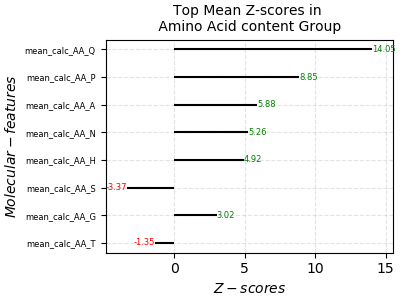 Top Mean Z-scores in
Amino Acid content Group
mean_calc_AA_Q 14.05
mean_calc_AA_P 8.85
mean_calc_AA_A 5.88
mean_calc_AA_N 5.26
mean_calc_AA_H 4.92
mean_calc_AA_S -3.37
mean_calc_AA_G 3.02
mean_calc_AA_T -1.35
Molecular − features
0 5 10 15
Z − scores